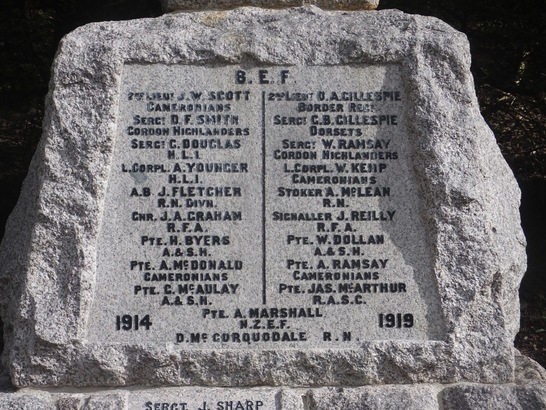 B.E.F
2ND LIEUT J.W. SCOTT
CAMERONIANS
SERGT D.F. SMITH
GORDON HIGHLANDERS
SERGT G. DOUGLAS
H.L.I
L. CORPL. A. YOUNGER
H.L.I.
A.B J. FLETCHER
R.N. DIVN.
GNR. J.A. GRAHAM
R.F.A.
PTE. H. BYERS
A.& S.H.
PTE. A. McDONALD
CAMERONIANS
PTE. C. McAULAY
A.& S.H.
2ND LIEUT O.A. GILLESPIE
BORDER REGT.
SERGT C.B. GILLESPIE
DORSETS
SERGT W. RAMSAY
GORDON HIGHLANDERS
L. CORPL W. KEMP
CAMERONIANS
STOKER A. McLEAN
R.N.
SIGNALLER J. REILLY
R.F.A.
PTE. W. DOLLAN
A.& S.H.
PTE. A. RAMSAY
CAMERONIANS
PTE. JAS. McARTHUR
R.A.S.C.
PTE A. MARSHALL
N.Z.E.F.
1914
1919
D. Mc CORQUODALE R.N.
SERGT J. SHARP